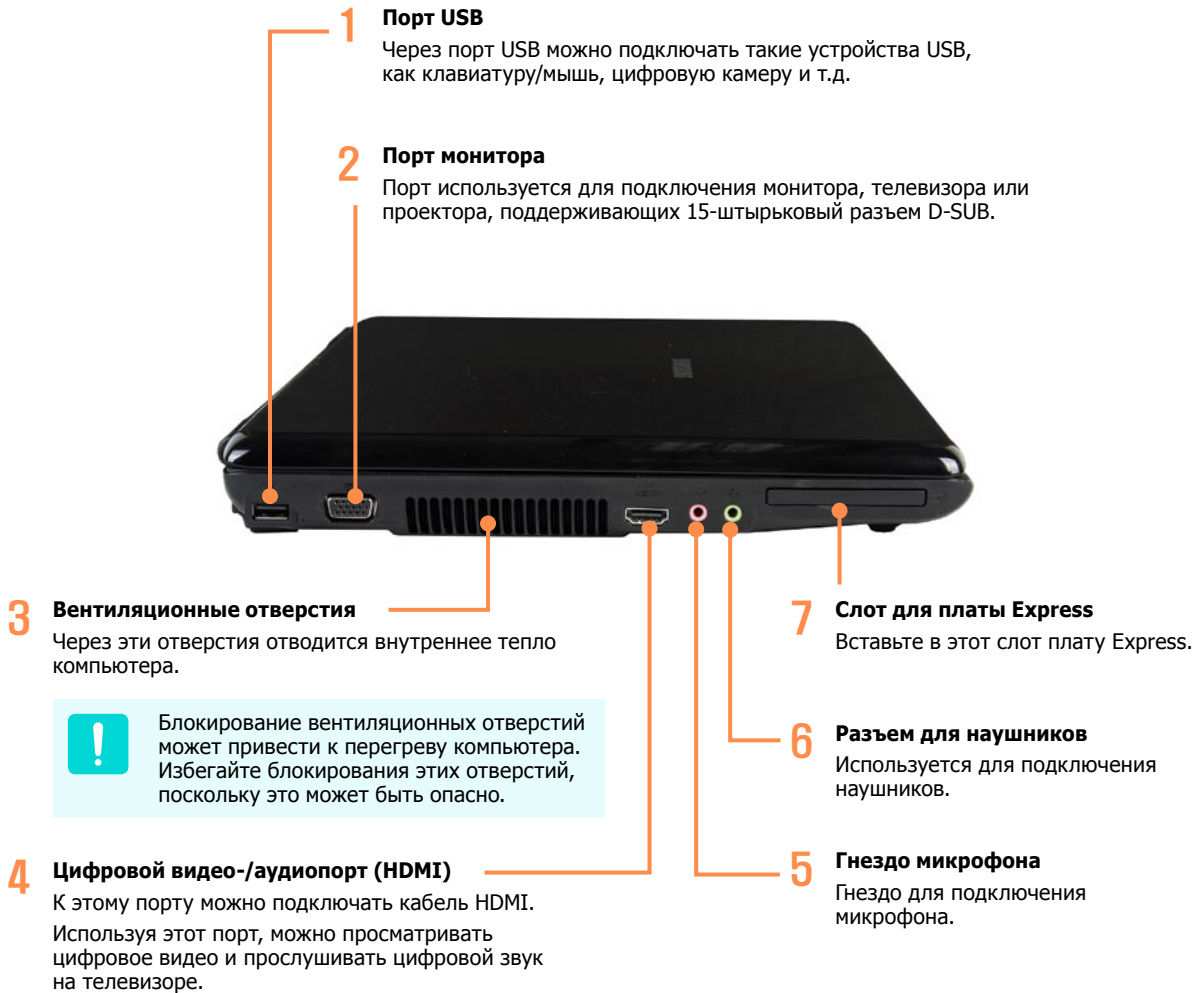 1 Порт USB
Через порт USB можно подключать такие устройства USB,
как клавиатуру/мышь, цифровую камеру и т.д.
2 Порт монитора
Порт используется для подключения монитора, телевизора или
проектора, поддерживающих 15-штырьковый разъем D-SUB.
3 Вентиляционные отверстия
Через эти отверстия отводится внутреннее тепло
компьютера.
! Блокирование вентиляционных отверстий
может привести к перегреву компьютера.
Избегайте блокирования этих отверстий,
поскольку это может быть опасно.
4 Цифровой видео-/аудиопорт (HDMI)
К этому порту можно подключать кабель HDMI.
Используя этот порт, можно просматривать
цифровое видео и прослушивать цифровой звук
на телевизоре.
7 Слот для платы Express
Вставьте в этот слот плату Express.
6 Разъем для наушников
Используется для подключения
наушников.
5 Гнездо микрофона
Гнездо для подключения
микрофона.